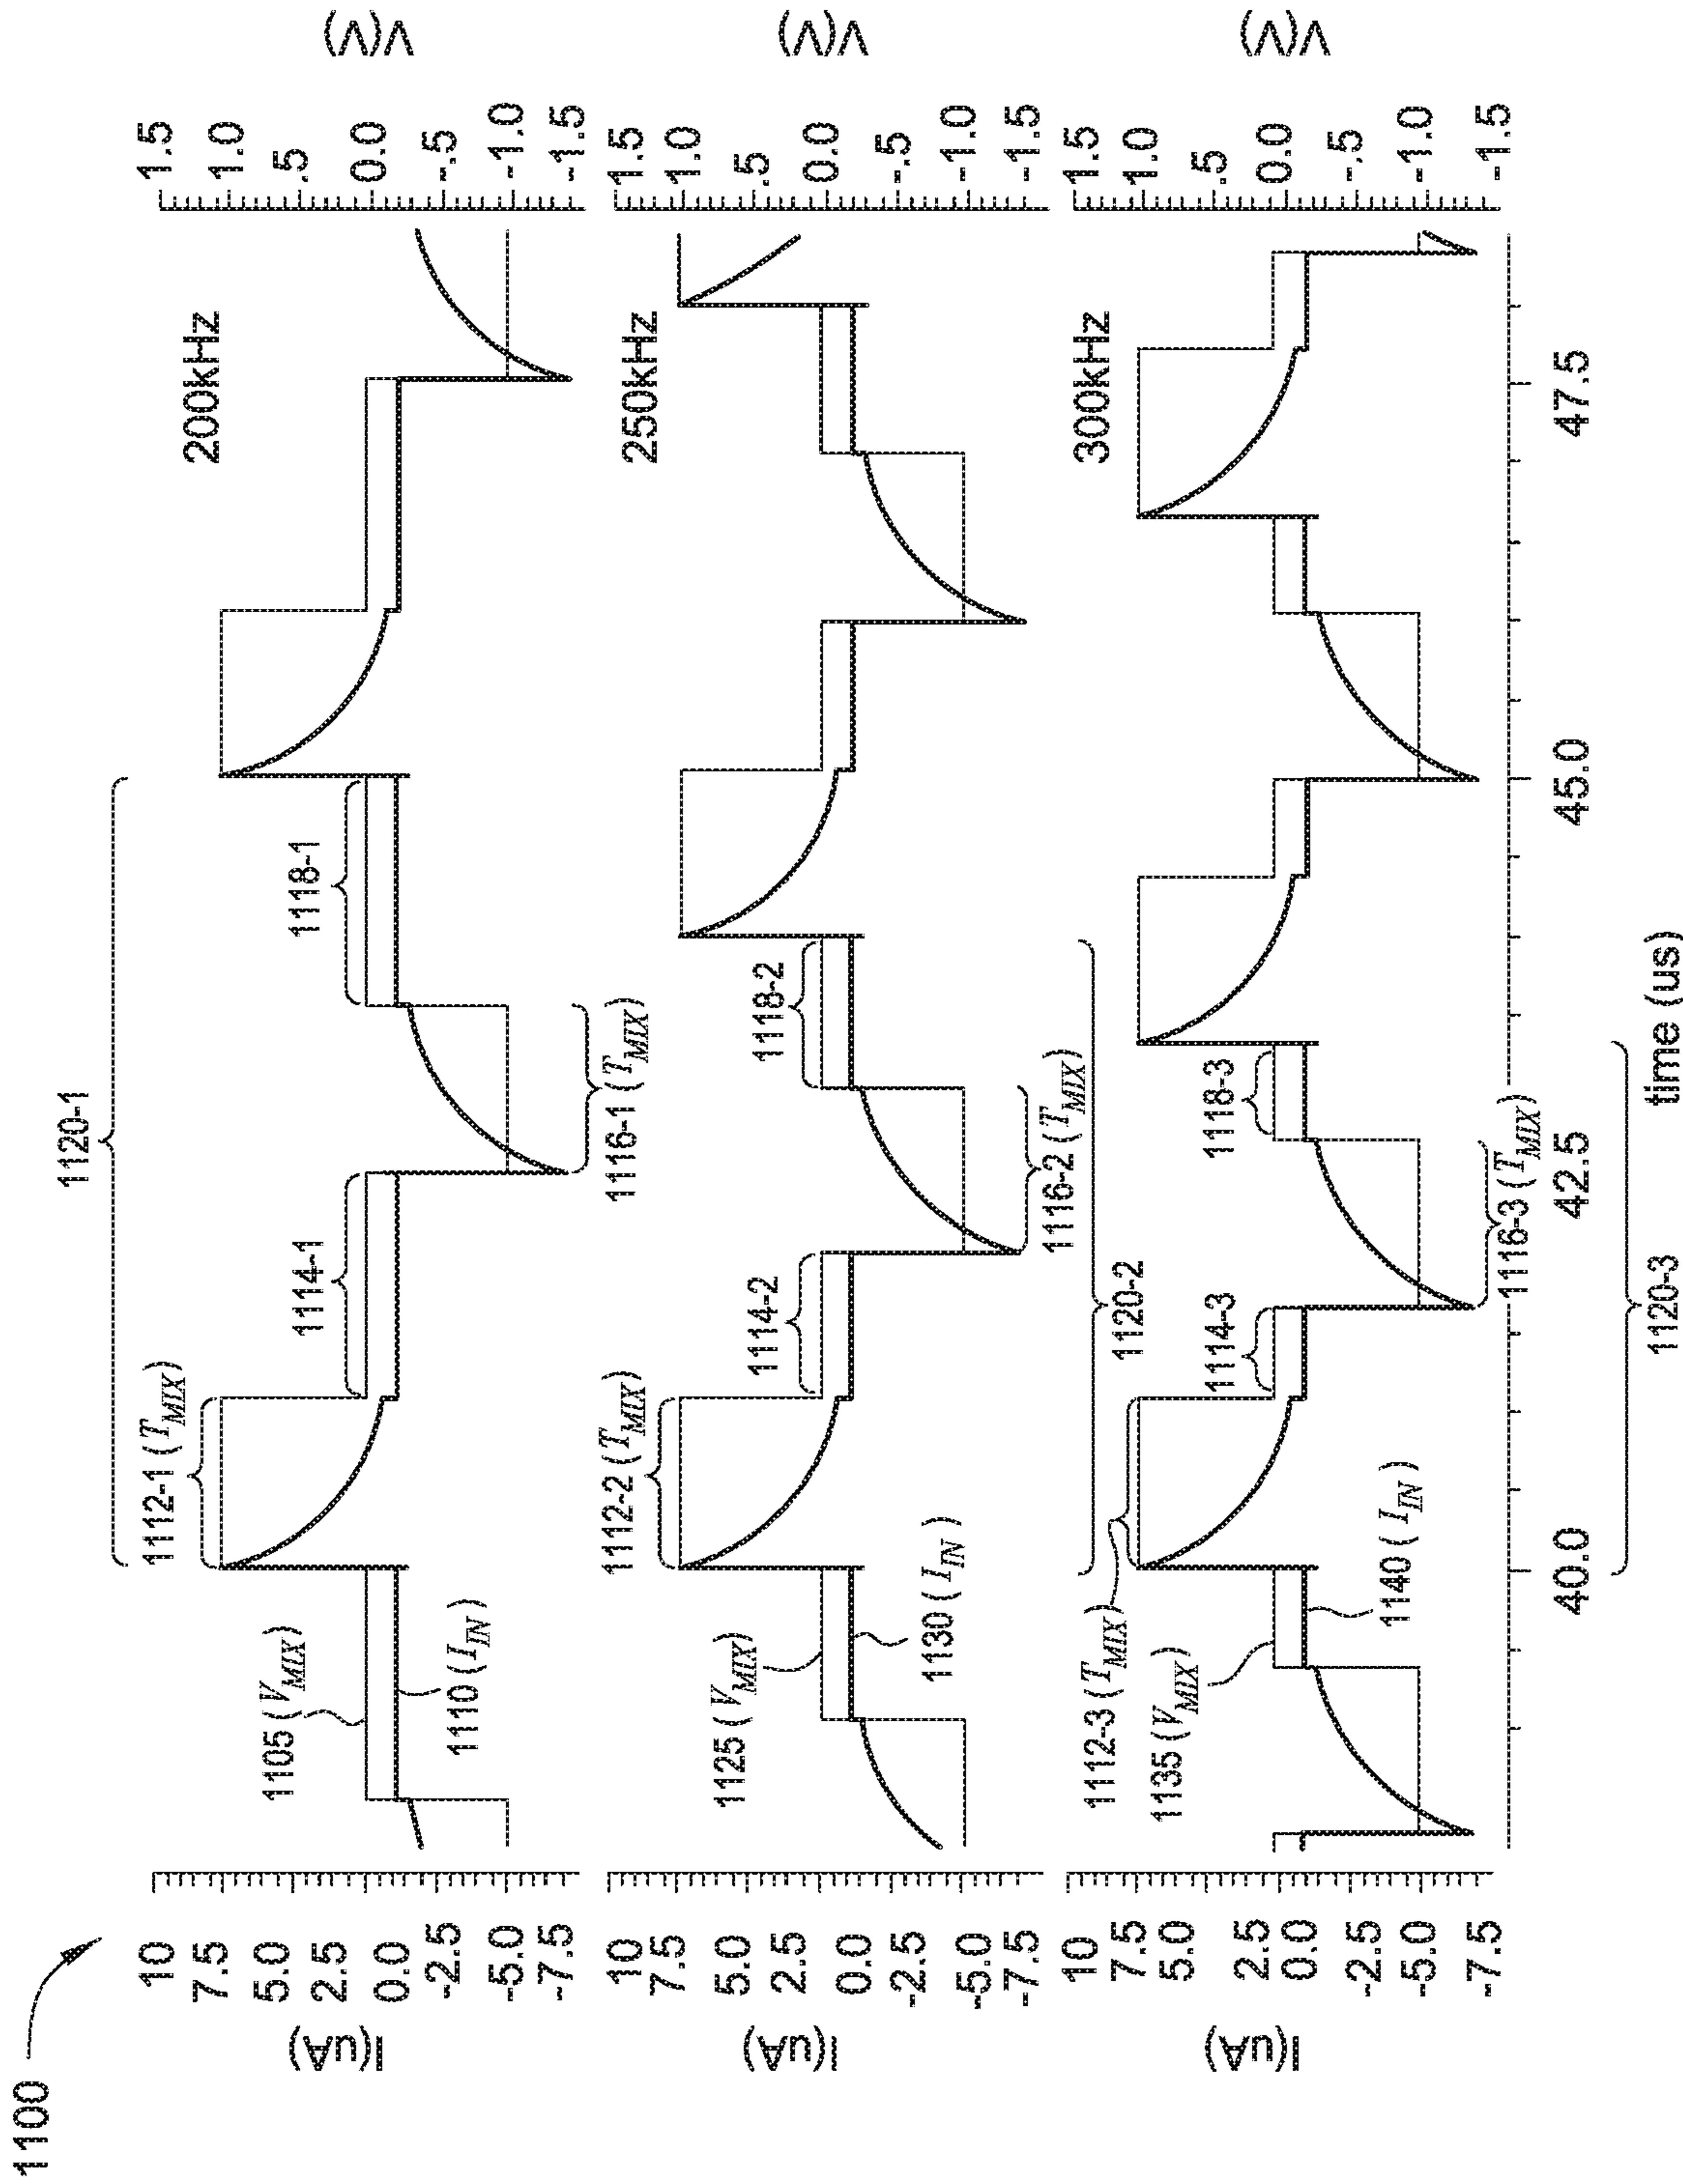 1100
1120-1
1112-1 (T_MIX)
1114-1
1118-1
200kHz
1105 (V_MIX)
1110 (I_IN)
1116-1 (T_MIX)
I(uA)
10
7.5
5.0
2.5
0.0
-2.5
-5.0
-7.5
1.5
1.0
.5
0.0
-.5
-1.0
-1.5
V(V)
1112-2 (T_MIX)
1114-2
1118-2
250kHz
1125 (V_MIX)
1130 (I_IN)
1116-2 (T_MIX)
1120-2
I(uA)
10
7.5
5.0
2.5
0.0
-2.5
-5.0
-7.5
1.5
1.0
.5
0.0
-.5
-1.0
-1.5
V(V)
1112-3 (T_MIX)
1135 (V_MIX)
1114-3
1118-3
300kHz
1140 (I_IN)
1116-3 (T_MIX)
I(uA)
10
7.5
5.0
2.5
0.0
-2.5
-5.0
-7.5
1.5
1.0
.5
0.0
-.5
-1.0
-1.5
V(V)
40.0
42.5
45.0
47.5
1120-3
time (us)